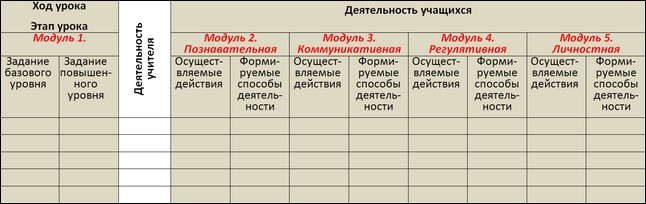 Ход урока
Этап урока
Модуль 1.
Задание
базового
уровня
Задание
повышен-
ного
уровня
Деятельность
учителя
Деятельность учащихся
Модуль 2.
Познавательная
Осущест-
вляемые
действия
Форми-
руемые
способы
деятель-
ности
Модуль 3.
Коммуникативная
Осущест-
вляемые
действия
Форми-
руемые
способы
деятель-
ности
Модуль 4.
Регулятивная
Осущест-
вляемые
действия
Форми-
руемые
способы
деятель-
ности
Модуль 5.
Личностная
Осущест-
вляемые
действия
Форми-
руемые
способы
деятель-
ности